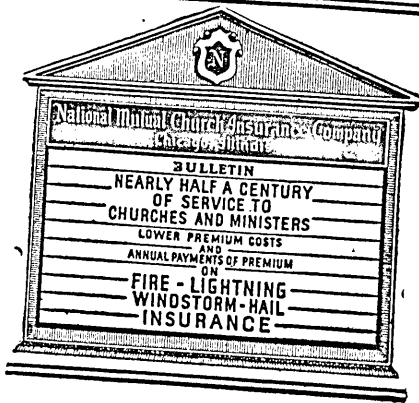 N
National Mutual Church Insurance Company
Chicago, Illinois
BULLETIN
NEARLY HALF A CENTURY
OF SERVICE TO
CHURCHES AND MINISTERS
LOWER PREMIUM COSTS
AND
ANNUAL PAYMENTS OF PREMIUM
ON
FIRE - LIGHTNING
WINDSTORM - HAIL
INSURANCE